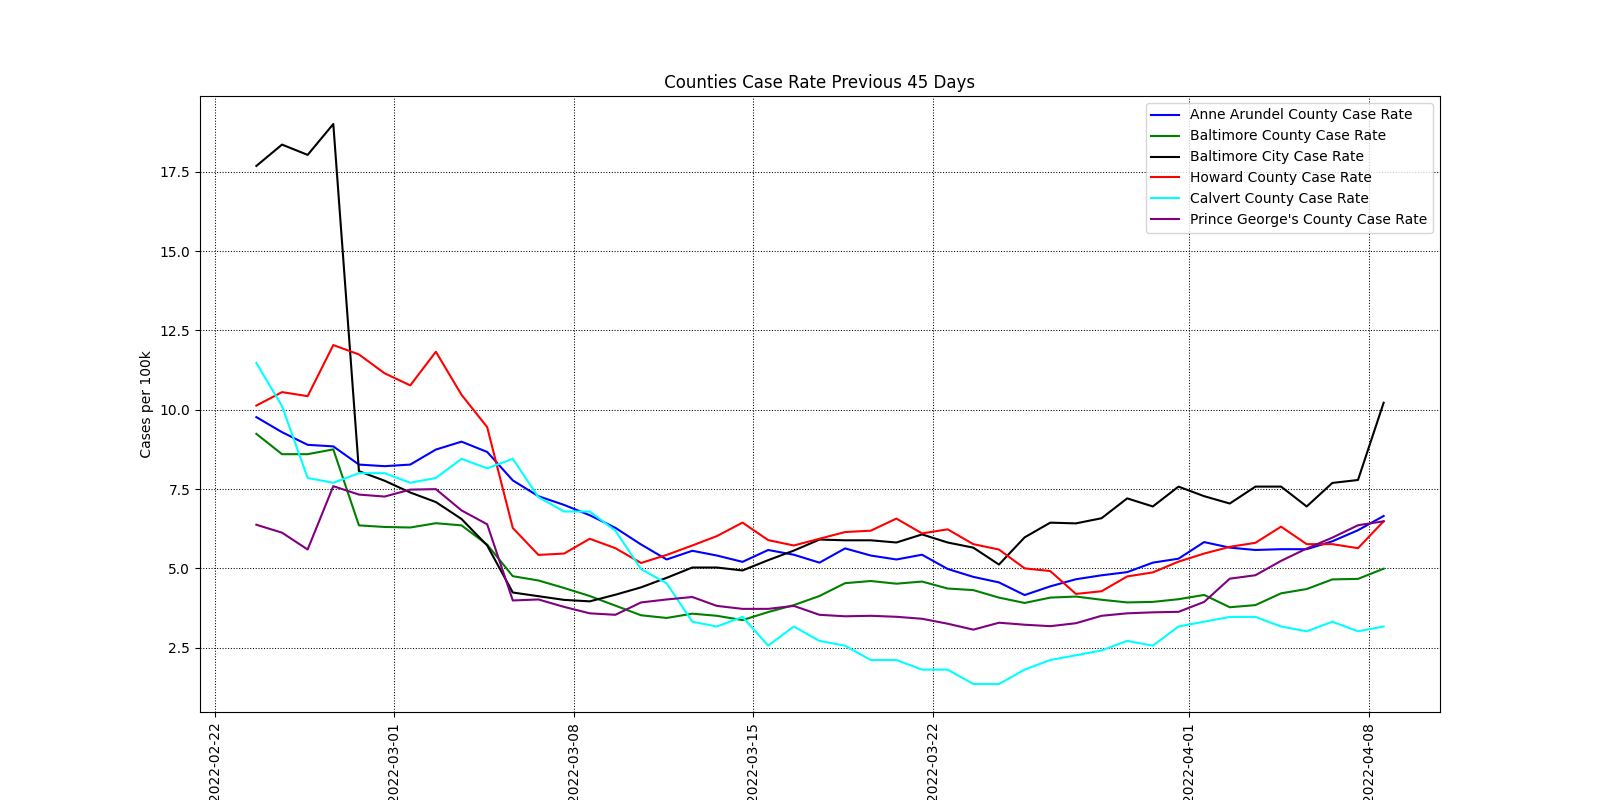 Counties Case Rate Previous 45 Days
Anne Arundel County Case Rate
Baltimore County Case Rate
Baltimore City Case Rate
Howard County Case Rate
Calvert County Case Rate
Prince George's County Case Rate
Cases per 100k
17.5
15.0
12.5
10.0
7.5
5.0
2.5
2022-02-22
2022-03-01
2022-03-08
2022-03-15
2022-03-22
2022-04-01
2022-04-08